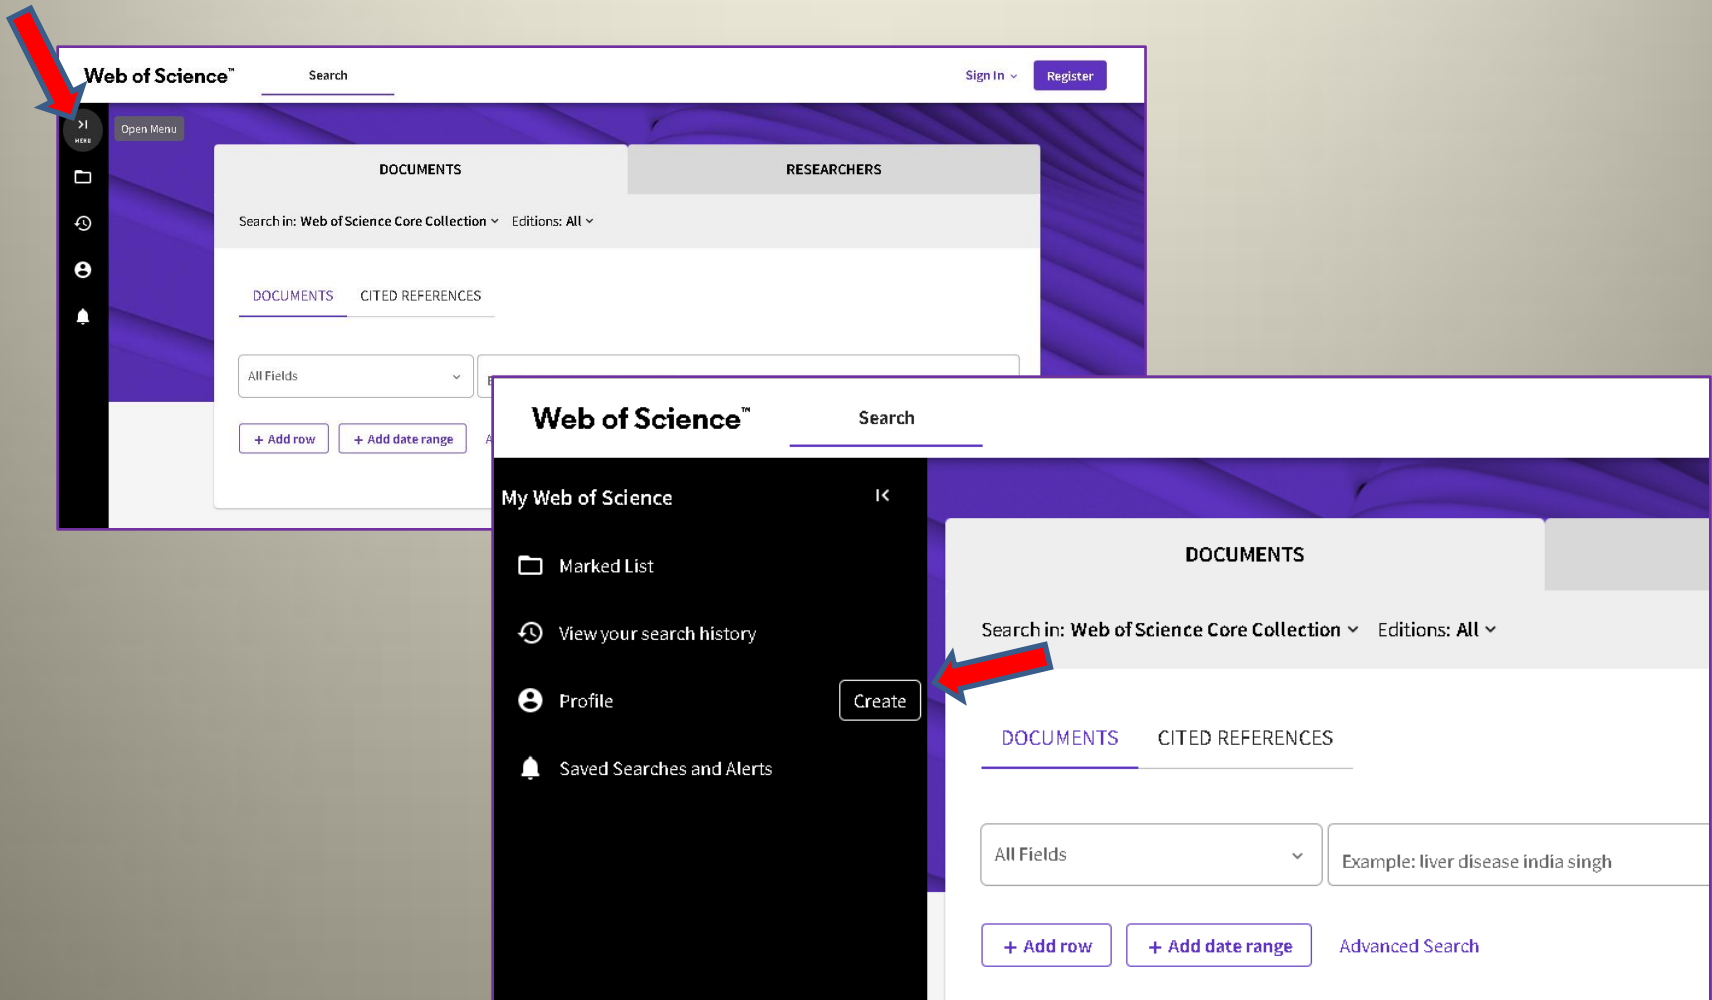 Web of Science™
Search
Sign In
Register
MENU
Open Menu
DOCUMENTS
RESEARCHERS
Search in: Web of Science Core Collection
Editions: All
DOCUMENTS
CITED REFERENCES
All Fields
+ Add row
+ Add date range
Web of Science™
Search
My Web of Science
Marked List
View your search history
Profile
Create
Saved Searches and Alerts
DOCUMENTS
Search in: Web of Science Core Collection
Editions: All
DOCUMENTS
CITED REFERENCES
All Fields
Example: liver disease india singh
+ Add row
+ Add date range
Advanced Search